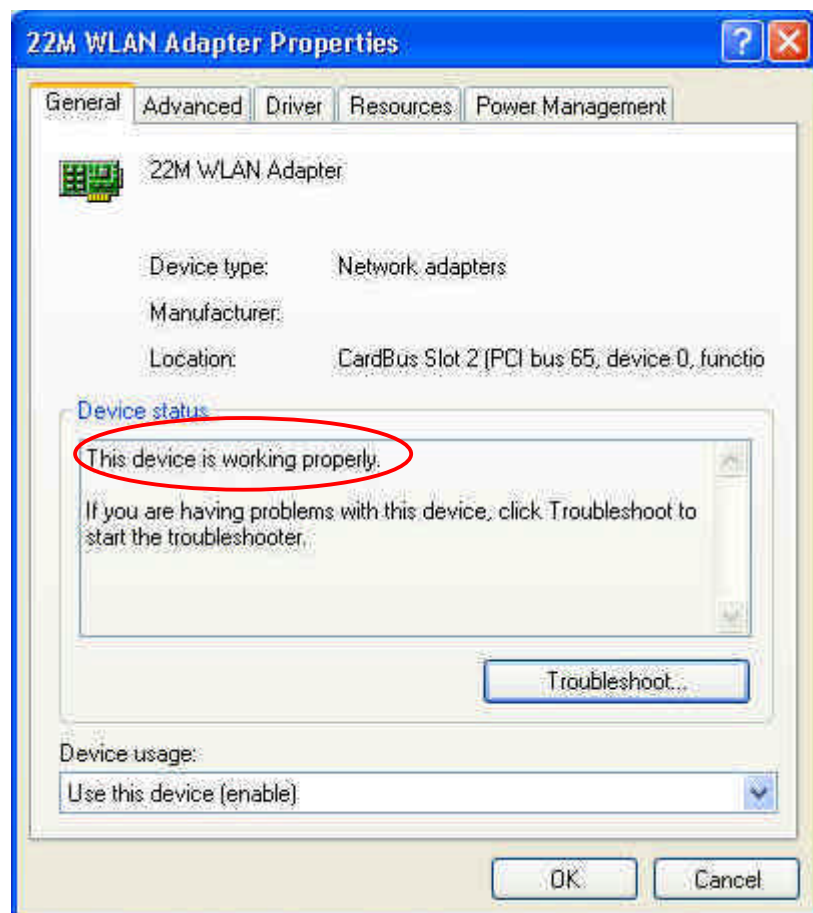 22M WLAN Adapter Properties
General Advanced Driver Resources Power Management
22M WLAN Adapter
Device type: Network adapters
Manufacturer:
Location: CardBus Slot 2 (PCI bus 65, device 0, functio
Device status
This device is working properly.
If you are having problems with this device, click Troubleshoot to
start the troubleshooter.
Troubleshoot...
Device usage:
Use this device (enable)
OK Cancel